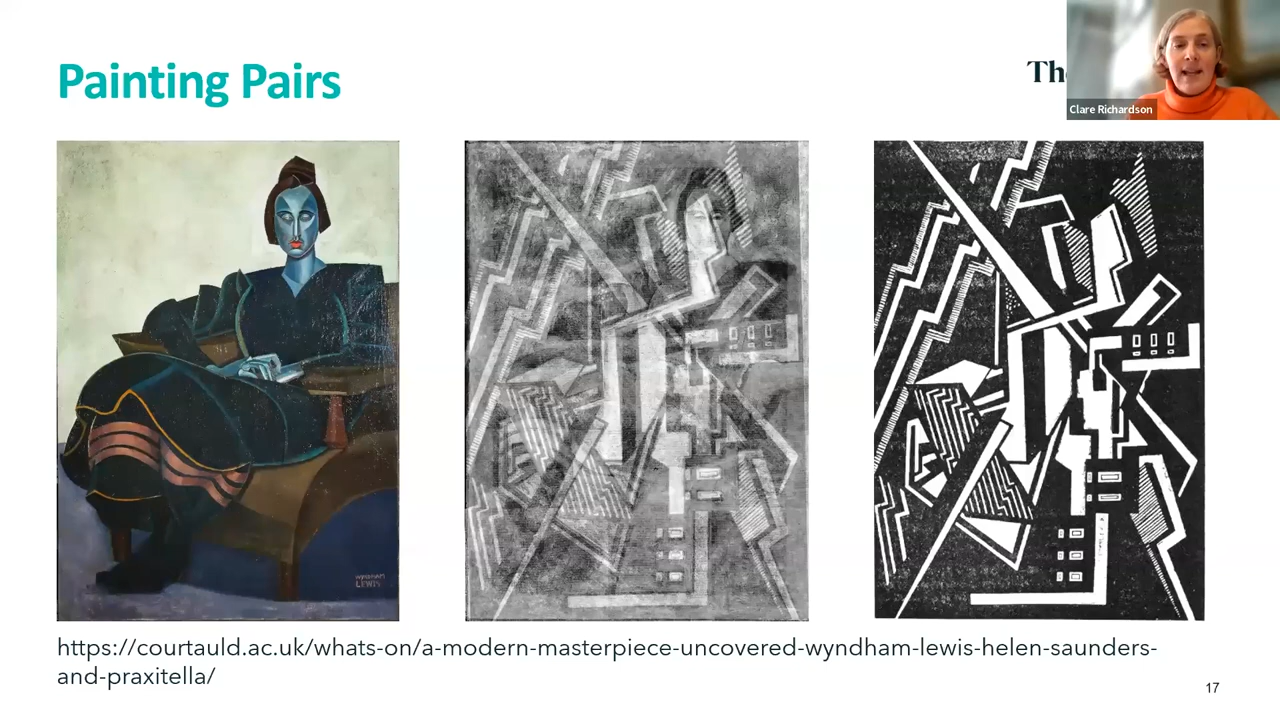 Painting Pairs
Th
Clare Richardson
WYNDHAM
LEWIS
https://courtauld.ac.uk/whats-on/a-modern-masterpiece-uncovered-wyndham-lewis-helen-saunders-
and-praxitella/
17